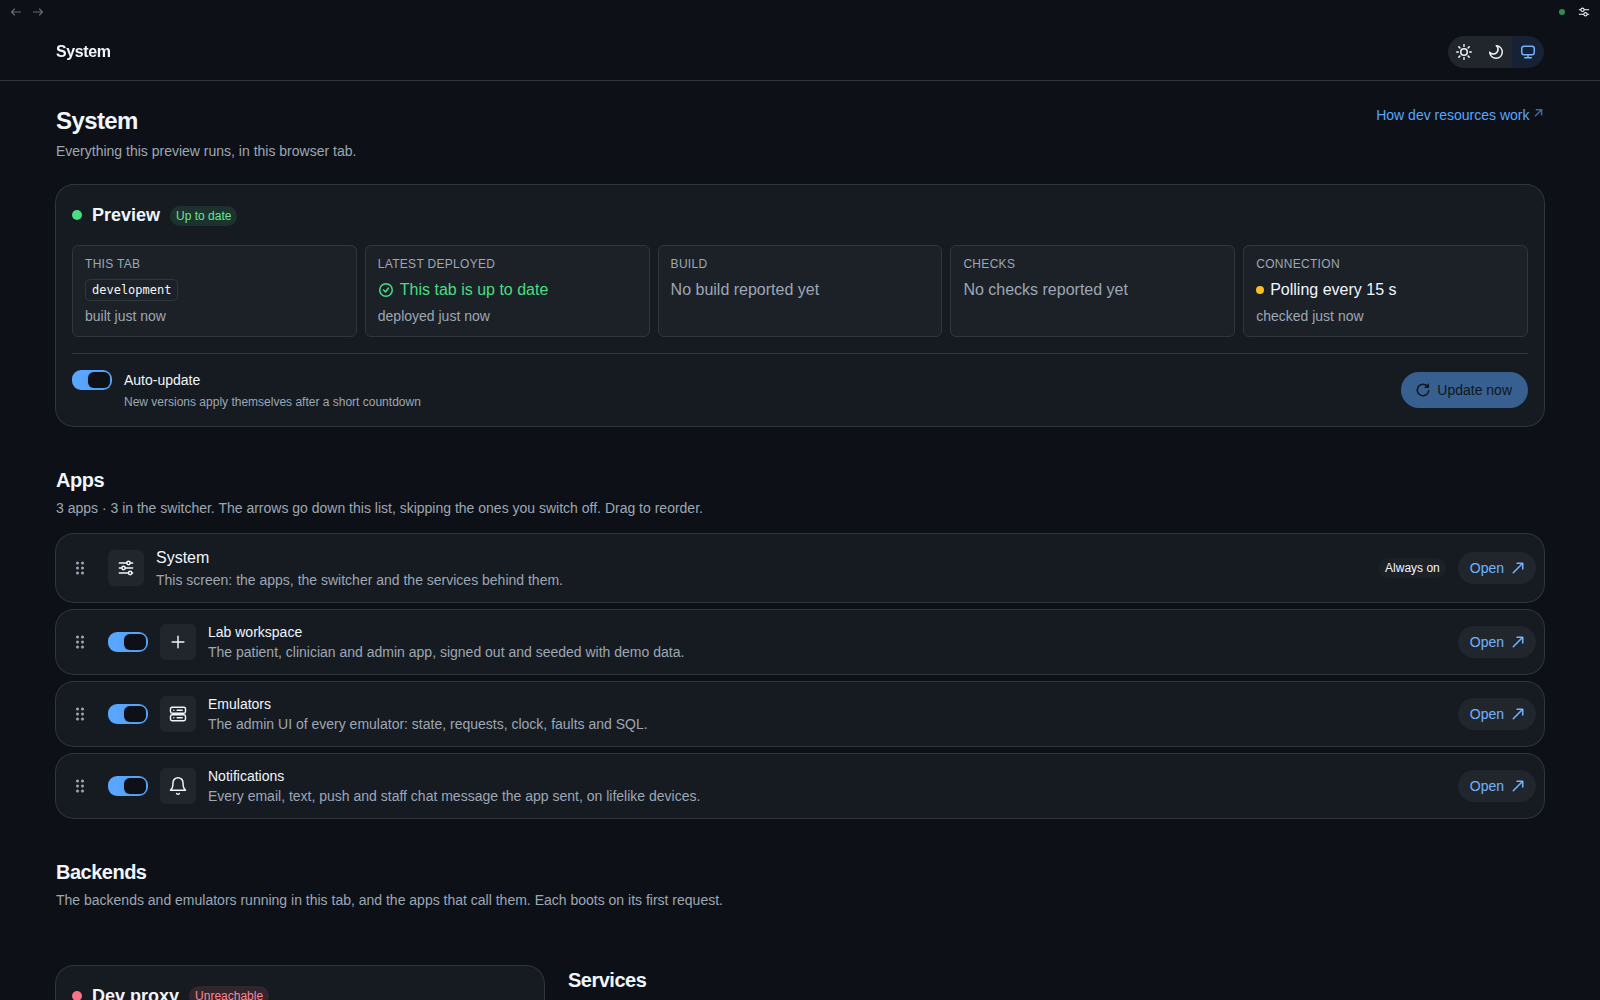 System
System
How dev resources work
Everything this preview runs, in this browser tab.
Preview
Up to date
THIS TAB
development
built just now
LATEST DEPLOYED
This tab is up to date
deployed just now
BUILD
No build reported yet
CHECKS
No checks reported yet
CONNECTION
Polling every 15 s
checked just now
Auto-update
New versions apply themselves after a short countdown
Update now
Apps
3 apps · 3 in the switcher. The arrows go down this list, skipping the ones you switch off. Drag to reorder.
System
This screen: the apps, the switcher and the services behind them.
Always on
Open
Lab workspace
The patient, clinician and admin app, signed out and seeded with demo data.
Open
Emulators
The admin UI of every emulator: state, requests, clock, faults and SQL.
Open
Notifications
Every email, text, push and staff chat message the app sent, on lifelike devices.
Open
Backends
The backends and emulators running in this tab, and the apps that call them. Each boots on its first request.
Dev proxy
Unreachable
Services